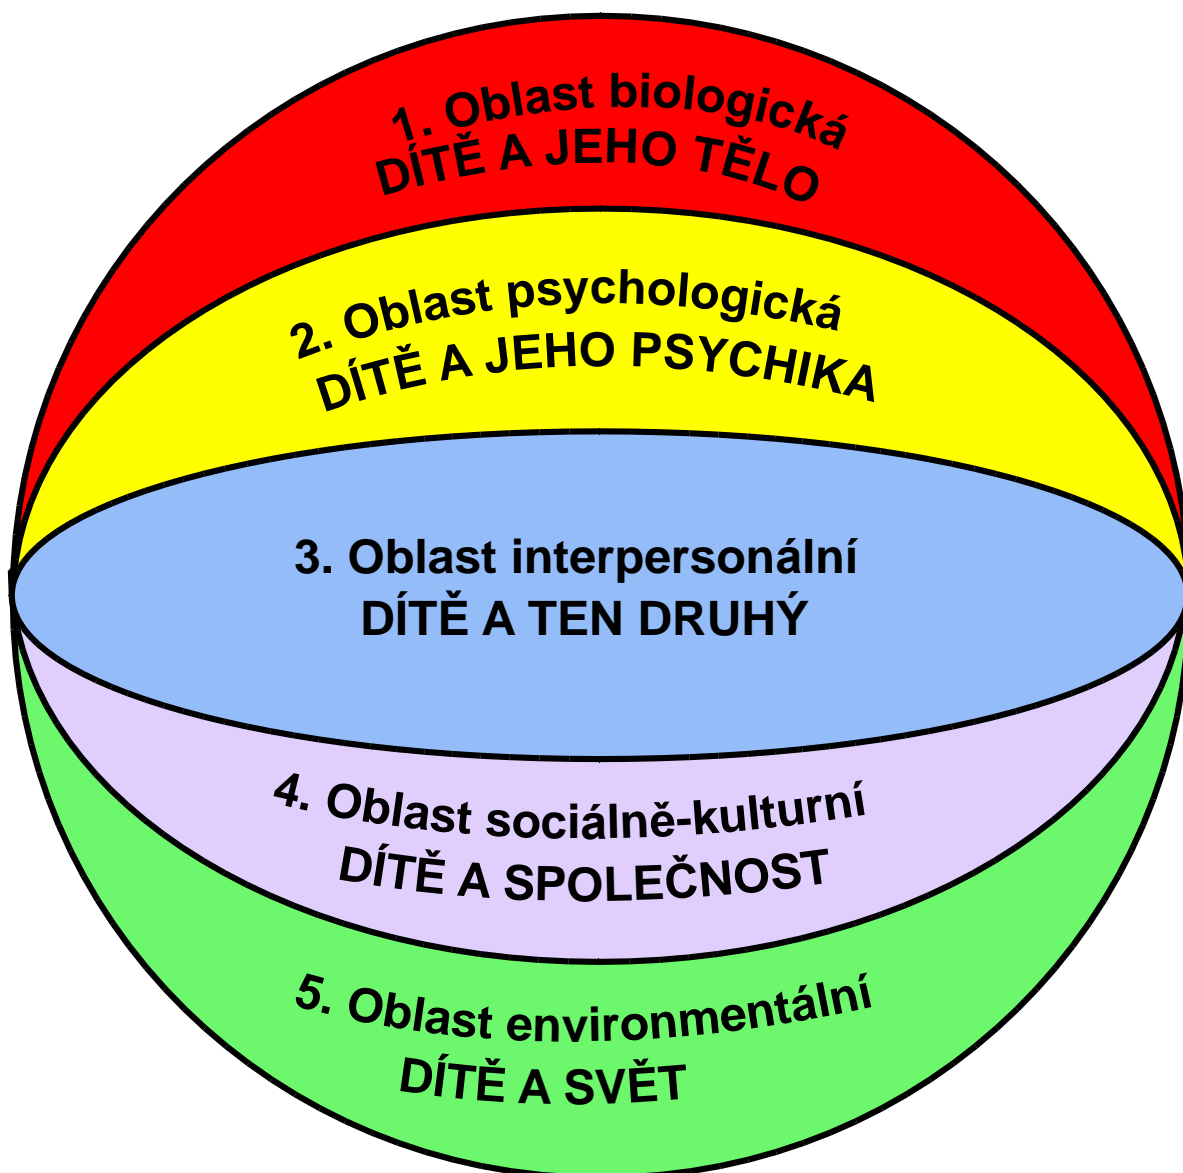 1. Oblast biologická
DÍTĚ A JEHO TĚLO
2. Oblast psychologická
DÍTĚ A JEHO PSYCHIKA
3. Oblast interpersonální
DÍTĚ A TEN DRUHÝ
4. Oblast sociálně-kulturní
DÍTĚ A SPOLEČNOST
5. Oblast environmentální
DÍTĚ A SVĚT